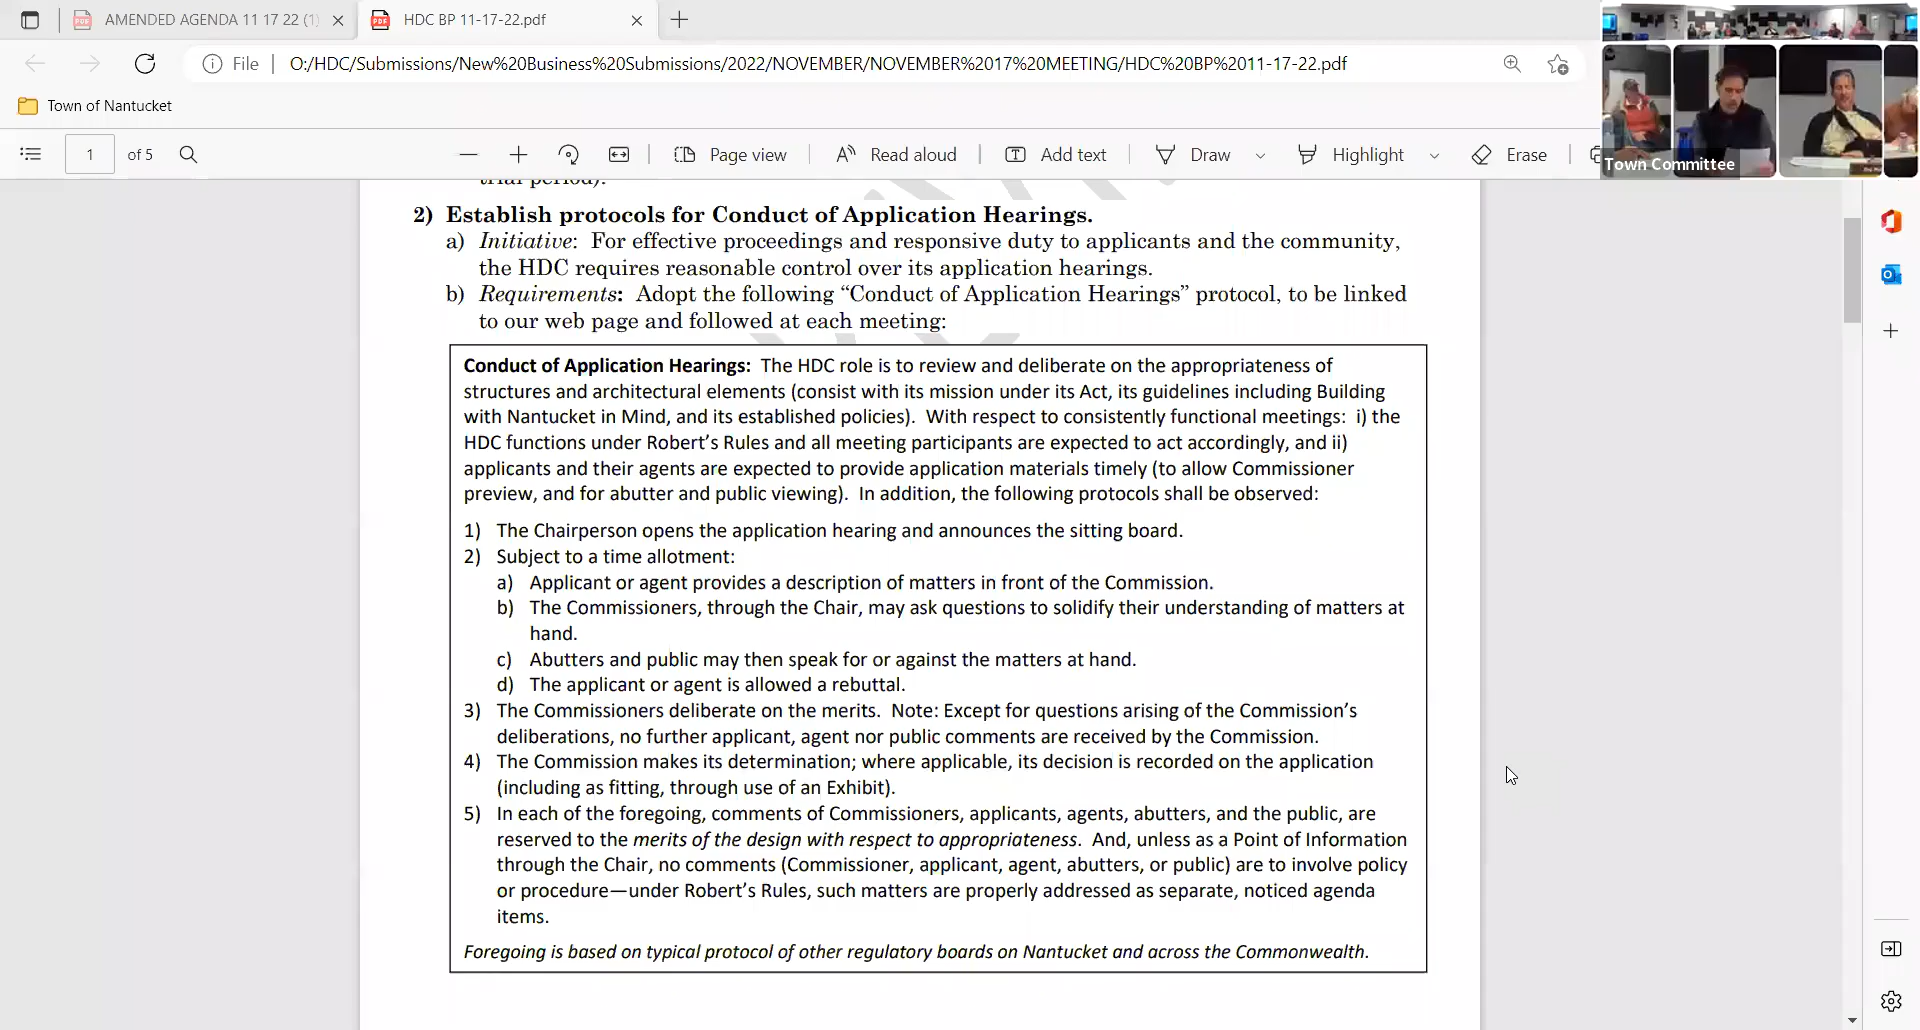 AMENDED AGENDA 11 17 22 (1)
HDC BP 11-17-22.pdf
File
O:/HDC/Submissions/New%20Business%20Submissions/2022/NOVEMBER/NOVEMBER%2017%20MEETING/HDC%20BP%2011-17-22.pdf
Town of Nantucket
1 of 5
Page view
Read aloud
Add text
Draw
Highlight
Erase
Town Committee
trial period).
2) Establish protocols for Conduct of Application Hearings.
a) Initiative: For effective proceedings and responsive duty to applicants and the community,
the HDC requires reasonable control over its application hearings.
b) Requirements: Adopt the following “Conduct of Application Hearings” protocol, to be linked
to our web page and followed at each meeting:
Conduct of Application Hearings: The HDC role is to review and deliberate on the appropriateness of
structures and architectural elements (consist with its mission under its Act, its guidelines including Building
with Nantucket in Mind, and its established policies). With respect to consistently functional meetings: i) the
HDC functions under Robert’s Rules and all meeting participants are expected to act accordingly, and ii)
applicants and their agents are expected to provide application materials timely (to allow Commissioner
preview, and for abutter and public viewing). In addition, the following protocols shall be observed:
1) The Chairperson opens the application hearing and announces the sitting board.
2) Subject to a time allotment:
a) Applicant or agent provides a description of matters in front of the Commission.
b) The Commissioners, through the Chair, may ask questions to solidify their understanding of matters at
hand.
c) Abutters and public may then speak for or against the matters at hand.
d) The applicant or agent is allowed a rebuttal.
3) The Commissioners deliberate on the merits. Note: Except for questions arising of the Commission’s
deliberations, no further applicant, agent nor public comments are received by the Commission.
4) The Commission makes its determination; where applicable, its decision is recorded on the application
(including as fitting, through use of an Exhibit).
5) In each of the foregoing, comments of Commissioners, applicants, agents, abutters, and the public, are
reserved to the merits of the design with respect to appropriateness. And, unless as a Point of Information
through the Chair, no comments (Commissioner, applicant, agent, abutters, or public) are to involve policy
or procedure—under Robert’s Rules, such matters are properly addressed as separate, noticed agenda
items.
Foregoing is based on typical protocol of other regulatory boards on Nantucket and across the Commonwealth.